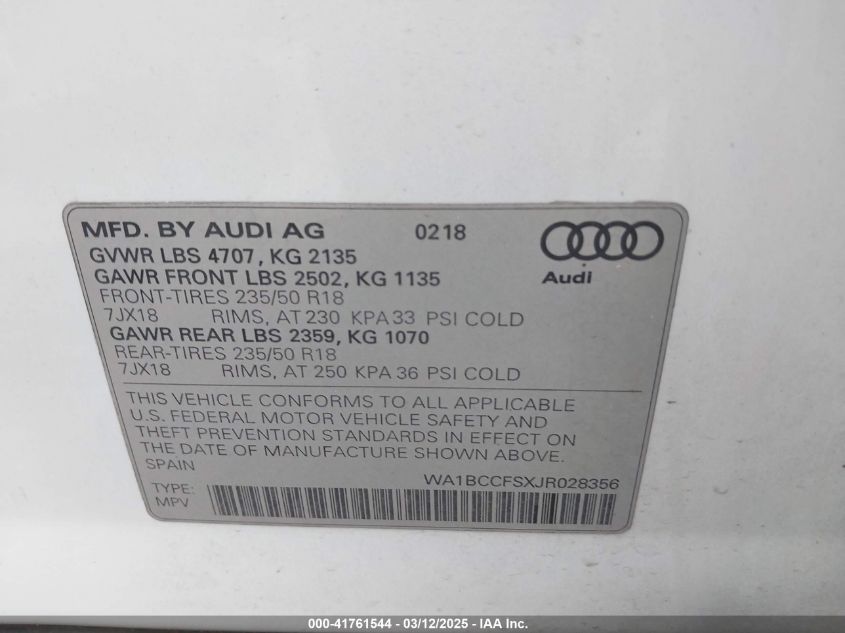 MFD. BY AUDI AG 0218
Audi
GVWR LBS 4707, KG 2135
GAWR FRONT LBS 2502, KG 1135
FRONT-TIRES 235/50 R18
7JX18 RIMS, AT 230 KPA 33 PSI COLD
GAWR REAR LBS 2359, KG 1070
REAR-TIRES 235/50 R18
7JX18 RIMS, AT 250 KPA 36 PSI COLD
THIS VEHICLE CONFORMS TO ALL APPLICABLE
U.S. FEDERAL MOTOR VEHICLE SAFETY AND
THEFT PREVENTION STANDARDS IN EFFECT ON
THE DATE OF MANUFACTURE SHOWN ABOVE.
SPAIN
WA1BCCFSXJR028356
TYPE:
MPV
000-41761544 - 03/12/2025 - IAA Inc.